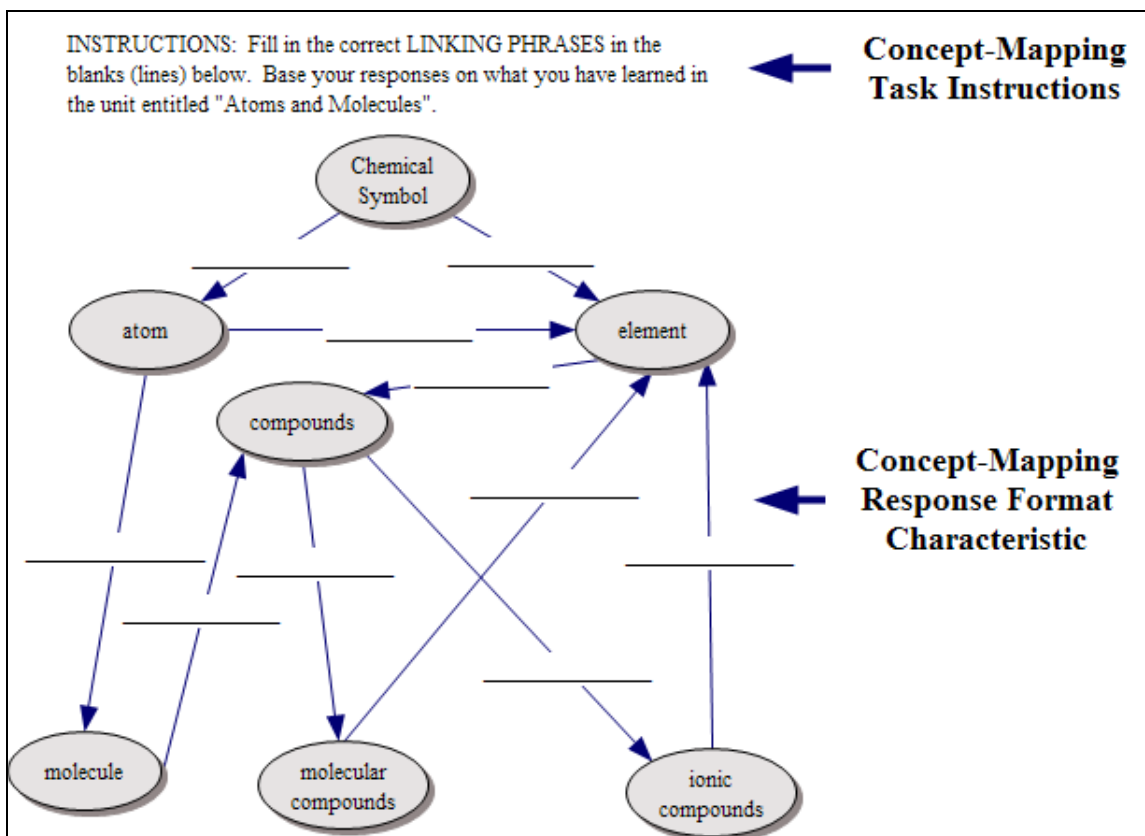 INSTRUCTIONS: Fill in the correct LINKING PHRASES in the
blanks (lines) below. Base your responses on what you have learned in
the unit entitled "Atoms and Molecules".
Concept-Mapping
Task Instructions
Chemical
Symbol
atom
element
compounds
Concept-Mapping
Response Format
Characteristic
molecule
molecular
compounds
ionic
compounds